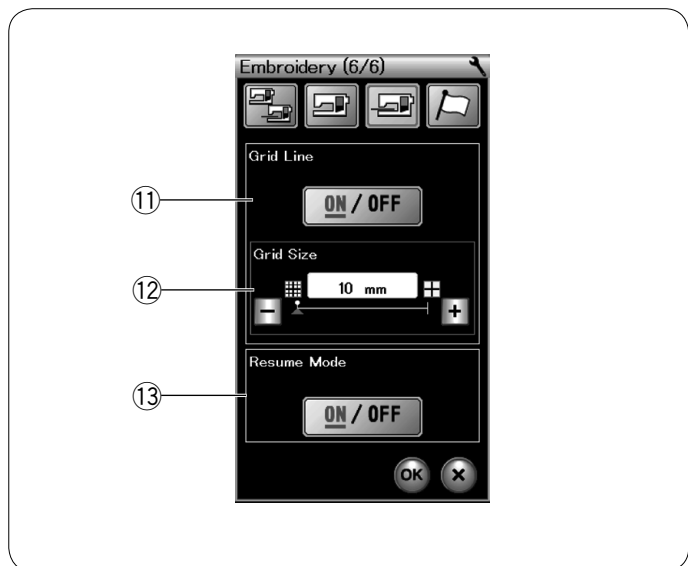 Embroidery (6/6)
Grid Line
⑪
ON / OFF
Grid Size
⑫
10 mm
− +
Resume Mode
⑬
ON / OFF
OK ×